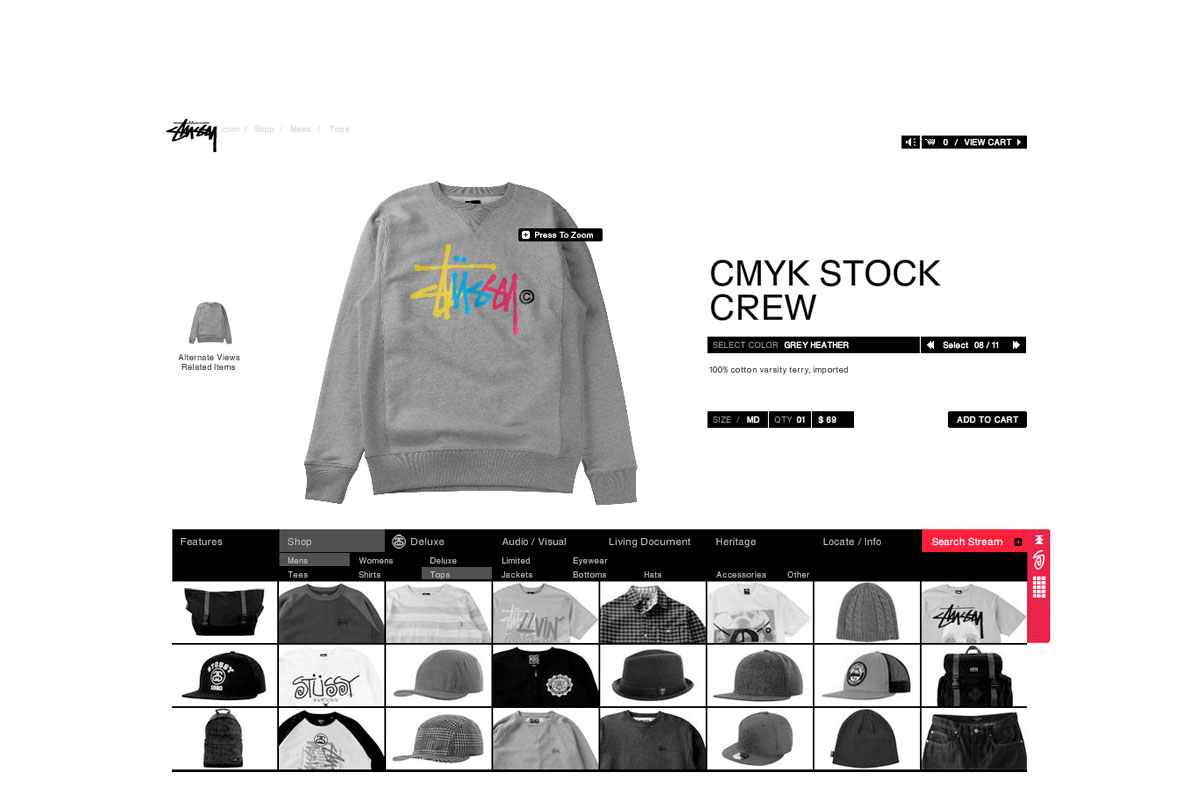 Stüssy .com / Shop / Mens / Tops
0 / VIEW CART
Press To Zoom
Stüssy ©
CMYK STOCK
CREW
SELECT COLOR GREY HEATHER Select 08 / 11
Alternate Views
Related Items
100% cotton varsity terry, imported
SIZE / MD QTY 01 $ 69 ADD TO CART
Features Shop Deluxe Audio / Visual Living Document Heritage Locate / Info Search Stream
Mens Womens Deluxe Limited Eyewear
Tees Shirts Tops Jackets Bottoms Hats Accessories Other
Stüssy
STÜSSY